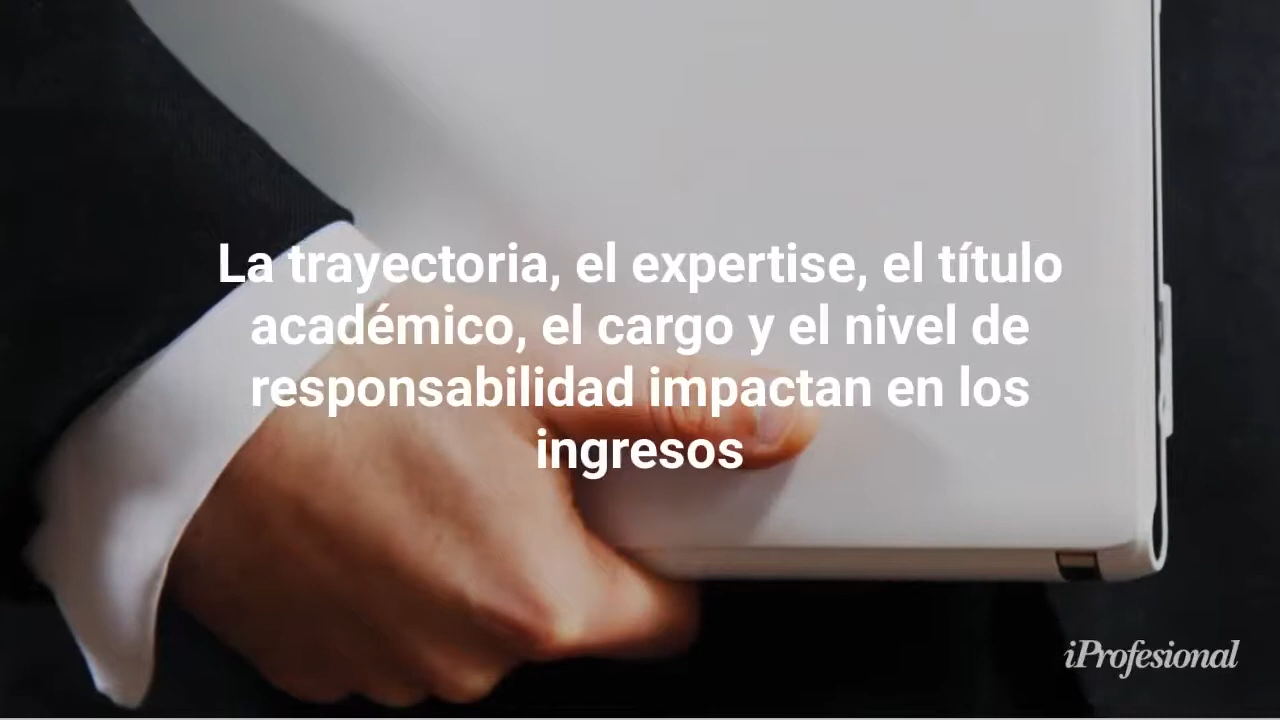 La trayectoria, el expertise, el título
académico, el cargo y el nivel de
responsabilidad impactan en los
ingresos
iProfesional